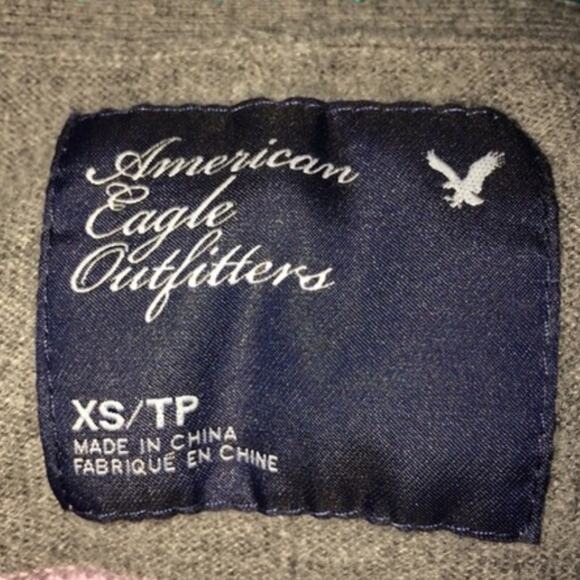 American
Eagle
Outfitters
XS/TP
MADE IN CHINA
FABRIQUÉ EN CHINE